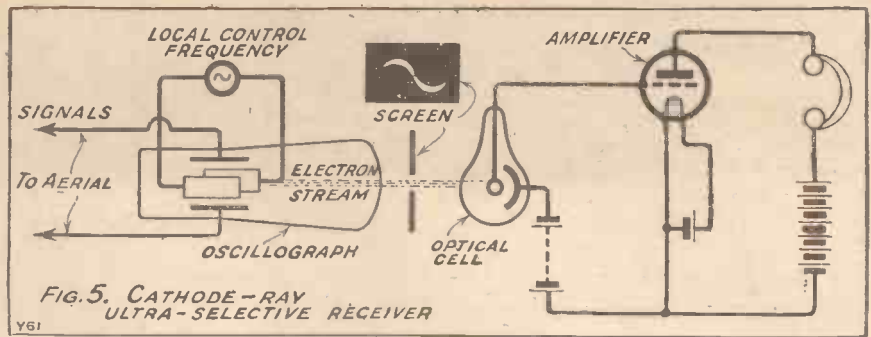 LOCAL CONTROL
FREQUENCY
SIGNALS
To AERIAL
ELECTRON
STREAM
OSCILLOGRAPH
SCREEN
OPTICAL
CELL
AMPLIFIER
FIG. 5. CATHODE-RAY
ULTRA-SELECTIVE RECEIVER
Y61